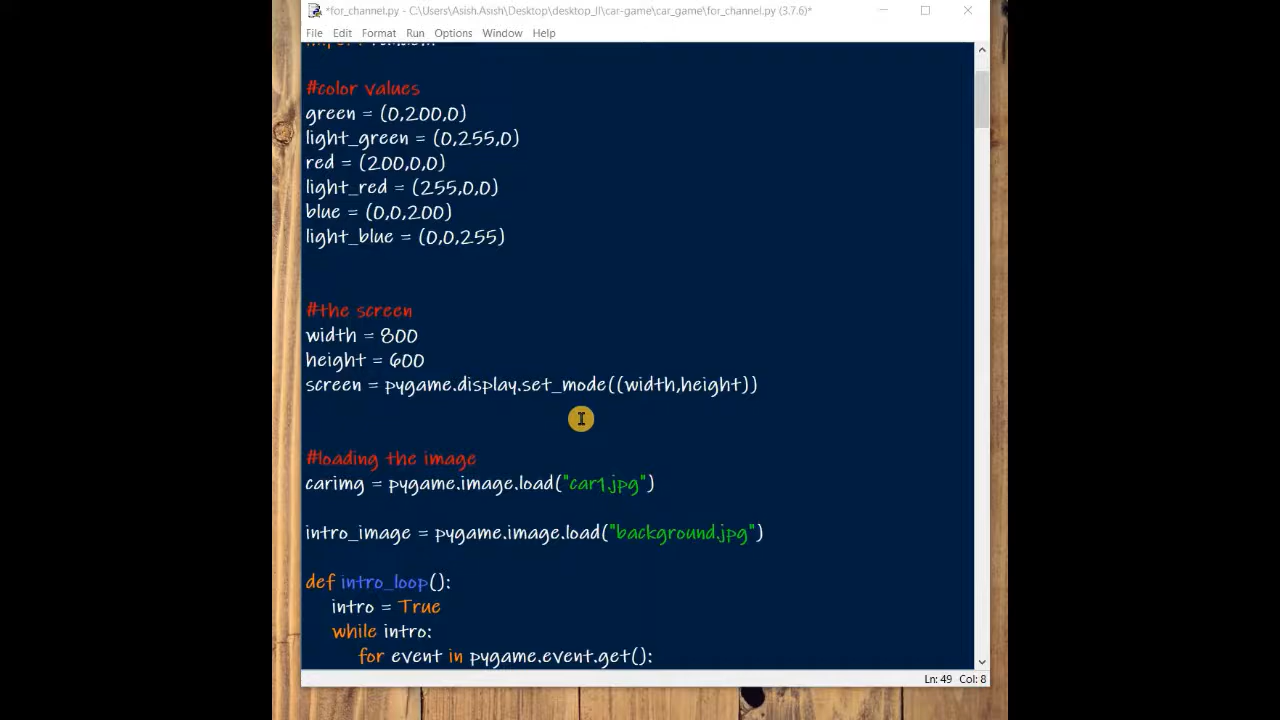 *for_channel.py - C:\Users\Asish.Asish\Desktop\desktop_II\car-game\car_game\for_channel.py (3.7.6)*
File Edit Format Run Options Window Help
#color values
green = (0,200,0)
light_green = (0,255,0)
red = (200,0,0)
light_red = (255,0,0)
blue = (0,0,200)
light_blue = (0,0,255)
#the screen
width = 800
height = 600
screen = pygame.display.set_mode((width,height))
#loading the image
carimg = pygame.image.load("car1.jpg")
intro_image = pygame.image.load("background.jpg")
def intro_loop():
intro = True
while intro:
for event in pygame.event.get():
Ln: 49 Col: 8